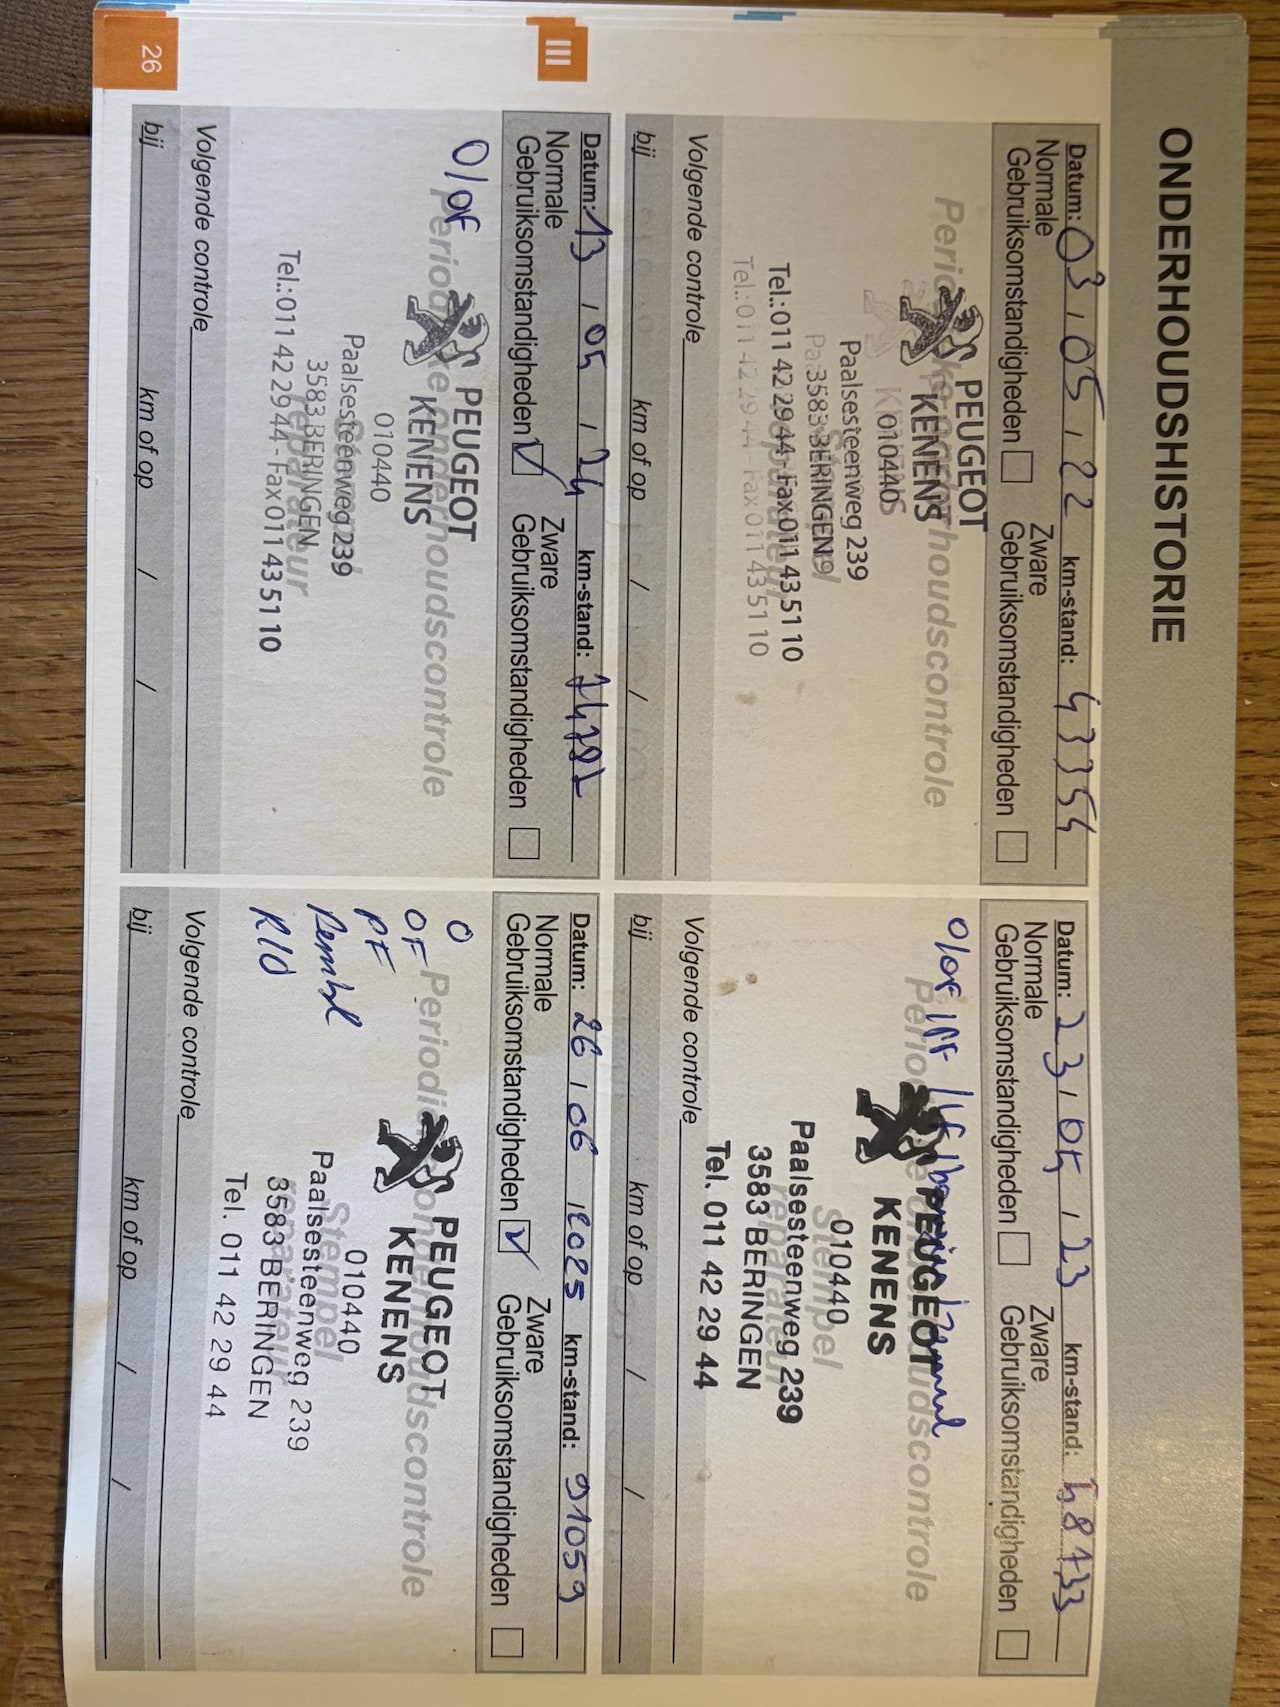 ONDERHOUDSHISTORIE
Datum: 03 / 05 / 22 km-stand: 43354
Normale Gebruiksomstandigheden
Zware Gebruiksomstandigheden
Periodieke onderhoudscontrole
PEUGEOT
KENENS
010440
Paalsesteenweg 239
3583 BERINGEN
Tel.:011 42 29 44 - Fax 011 43 51 10
Volgende controle
bij km of op / /
Datum: 23 / 05 / 23 km-stand:
Normale Gebruiksomstandigheden
Zware Gebruiksomstandigheden
O/OF
Periodieke onderhoudscontrole
PEUGEOT
KENENS
010440
Stempel
reparateur
Paalsesteenweg 239
3583 BERINGEN
Tel. 011 42 29 44
Volgende controle
bij km of op / /
III
Datum: 13 / 05 / 24 km-stand:
Normale Gebruiksomstandigheden
Zware Gebruiksomstandigheden
O/OF
Periodieke onderhoudscontrole
PEUGEOT
KENENS
010440
Paalsesteenweg 239
3583 BERINGEN
reparateur
Tel.:011 42 29 44 - Fax 011 43 51 10
Volgende controle
bij km of op / /
Datum: 26 / 06 / 2025 km-stand: 91059
Normale Gebruiksomstandigheden
Zware Gebruiksomstandigheden
O
OF
PF
R/d
Periodieke onderhoudscontrole
PEUGEOT
KENENS
010440
Stempel
reparateur
Paalsesteenweg 239
3583 BERINGEN
Tel. 011 42 29 44
Volgende controle
bij km of op / /
26